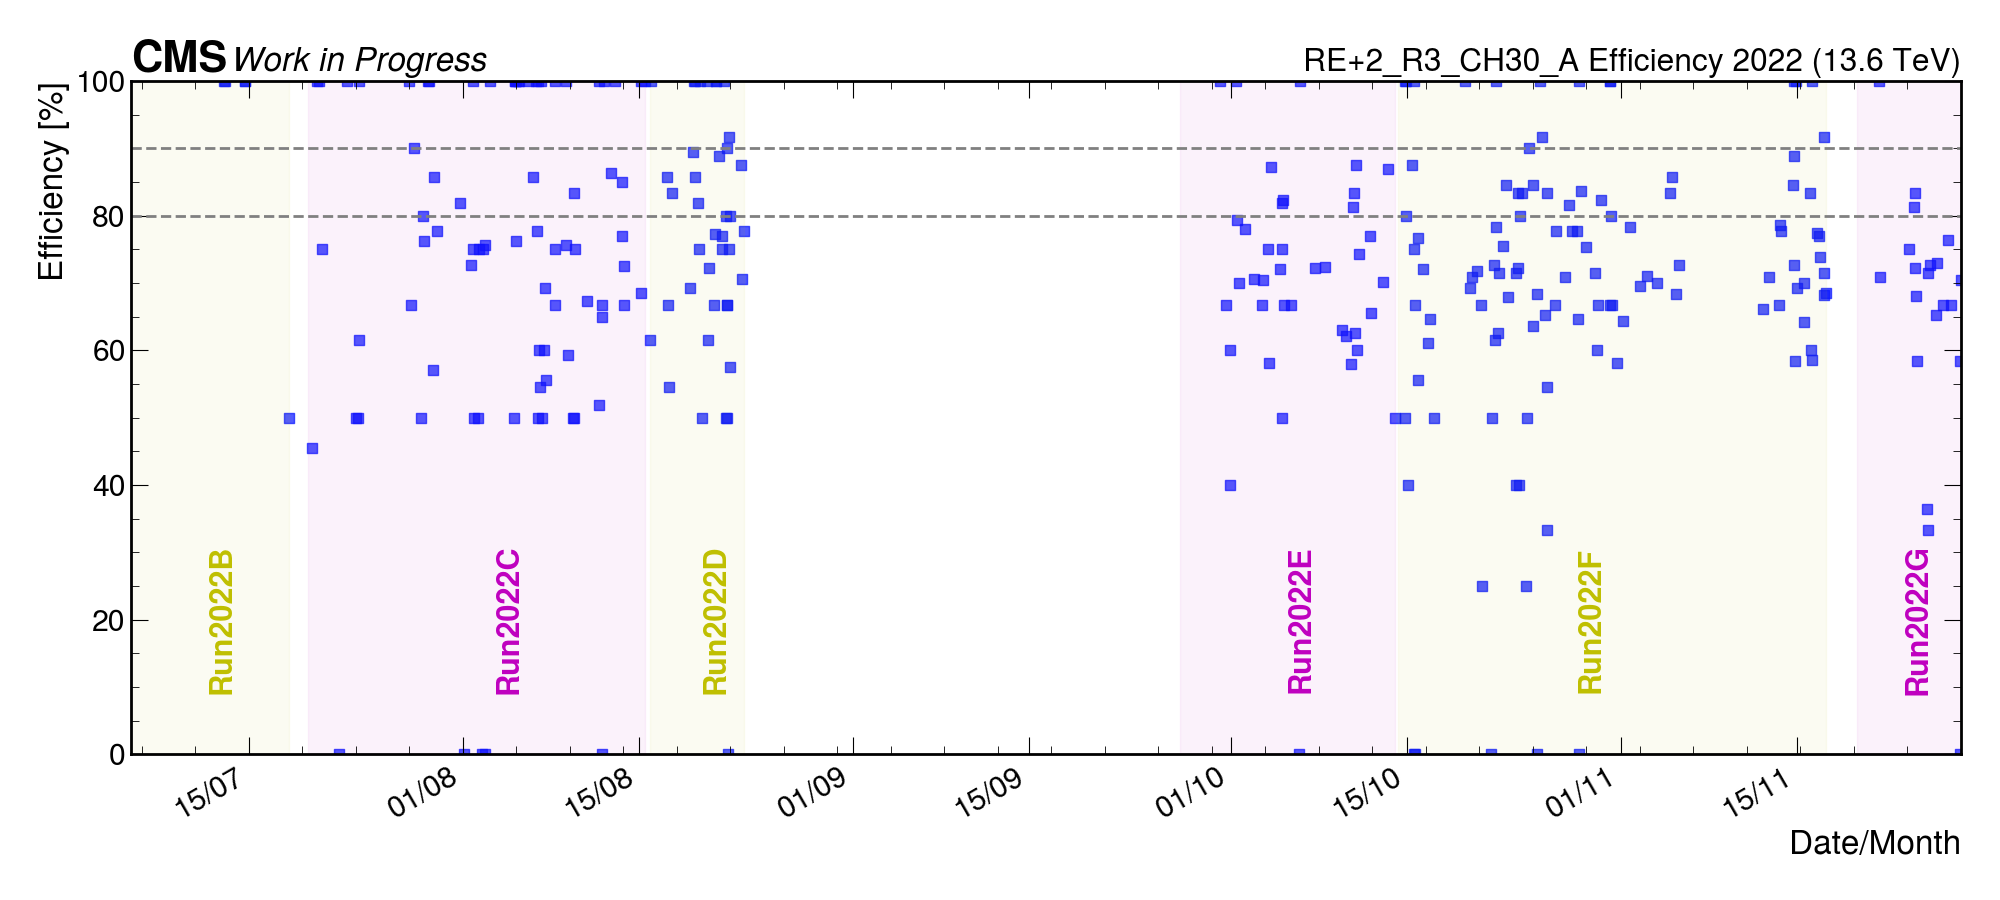 CMS Work in Progress
RE+2_R3_CH30_A Efficiency 2022 (13.6 TeV)
Efficiency [%]
100
80
60
40
20
0
Run2022B
Run2022C
Run2022D
Run2022E
Run2022F
Run2022G
15/07
01/08
15/08
01/09
15/09
01/10
15/10
01/11
15/11
Date/Month